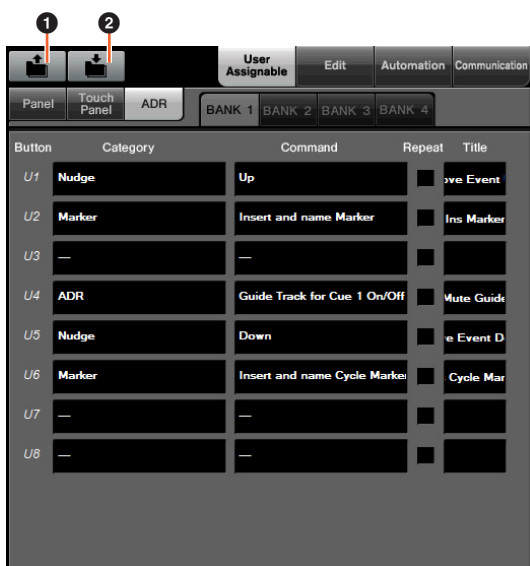 1 2
User Assignable Edit Automation Communication
Panel Touch Panel ADR BANK 1 BANK 2 BANK 3 BANK 4
Button Category Command Repeat Title
U1 Nudge Up ove Event
U2 Marker Insert and name Marker Ins Marker
U3 — —
U4 ADR Guide Track for Cue 1 On/Off Mute Guide
U5 Nudge Down e Event D
U6 Marker Insert and name Cycle Marker Cycle Mar
U7 — —
U8 — —